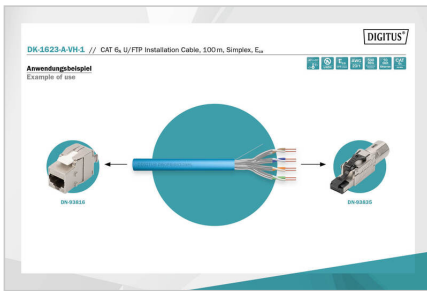 DIGITUS®
DK-1623-A-VH-1 // CAT 6A U/FTP Installation Cable, 100 m, Simplex, Eca
Anwendungsbeispiel
Example of use
DN-93616
DN-93635